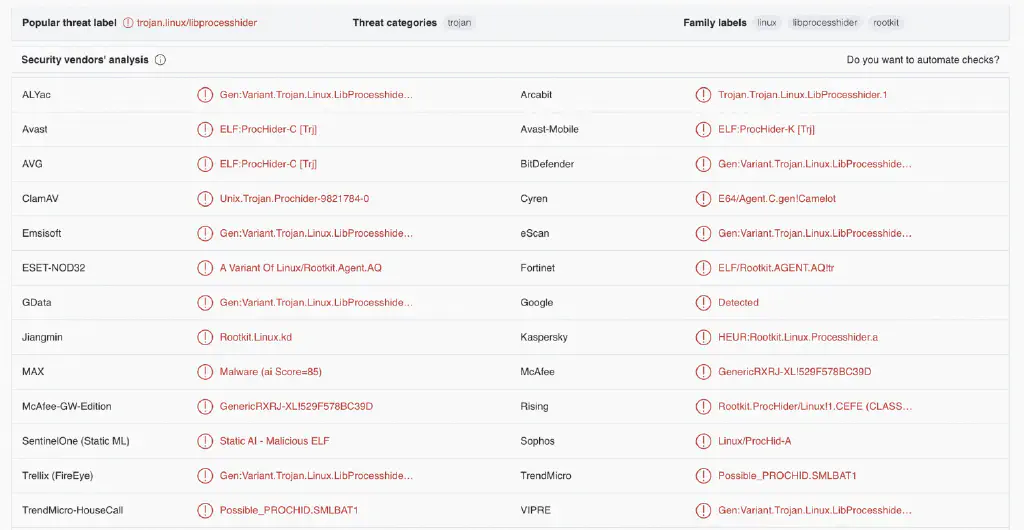 Popular threat label trojan.linux/libprocesshider Threat categories trojan Family labels linux libprocesshider rootkit
Security vendors' analysis Do you want to automate checks?
ALYac Gen:Variant.Trojan.Linux.LibProcesshide... Arcabit Trojan.Trojan.Linux.LibProcesshider.1
Avast ELF:ProcHider-C [Trj] Avast-Mobile ELF:ProcHider-K [Trj]
AVG ELF:ProcHider-C [Trj] BitDefender Gen:Variant.Trojan.Linux.LibProcesshide...
ClamAV Unix.Trojan.Prochider-9821784-0 Cyren E64/Agent.C.gen!Camelot
Emsisoft Gen:Variant.Trojan.Linux.LibProcesshide... eScan Gen:Variant.Trojan.Linux.LibProcesshide...
ESET-NOD32 A Variant Of Linux/Rootkit.Agent.AQ Fortinet ELF/Rootkit.AGENT.AQ!tr
GData Gen:Variant.Trojan.Linux.LibProcesshide... Google Detected
Jiangmin Rootkit.Linux.kd Kaspersky HEUR:Rootkit.Linux.Processhider.a
MAX Malware (ai Score=85) McAfee GenericRXRJ-XL!529F578BC39D
McAfee-GW-Edition GenericRXRJ-XL!529F578BC39D Rising Rootkit.ProcHider/Linux!1.CEFE (CLASS...
SentinelOne (Static ML) Static AI - Malicious ELF Sophos Linux/ProcHid-A
Trellix (FireEye) Gen:Variant.Trojan.Linux.LibProcesshide... TrendMicro Possible_PROCHID.SMLBAT1
TrendMicro-HouseCall Possible_PROCHID.SMLBAT1 VIPRE Gen:Variant.Trojan.Linux.LibProcesshide...